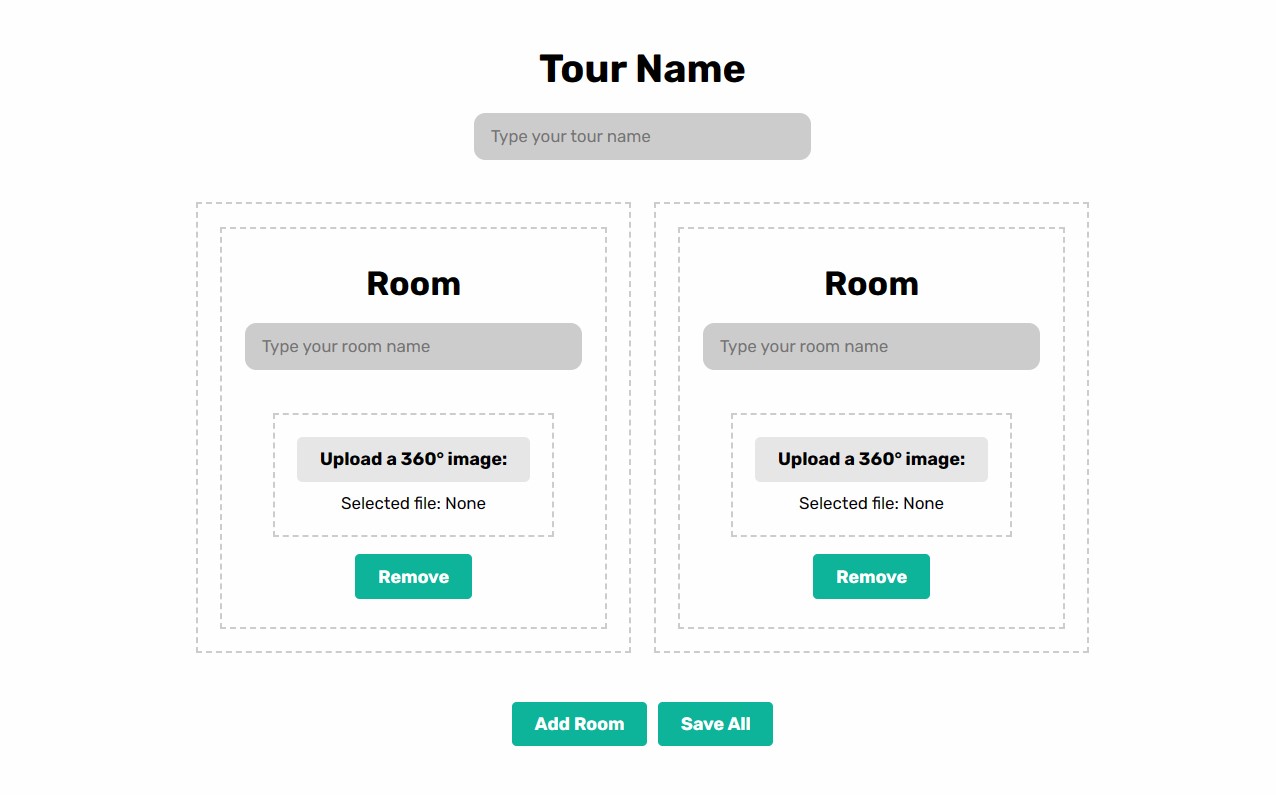 Tour Name
Type your tour name
Room
Type your room name
Upload a 360° image:
Selected file: None
Remove
Room
Type your room name
Upload a 360° image:
Selected file: None
Remove
Add Room
Save All